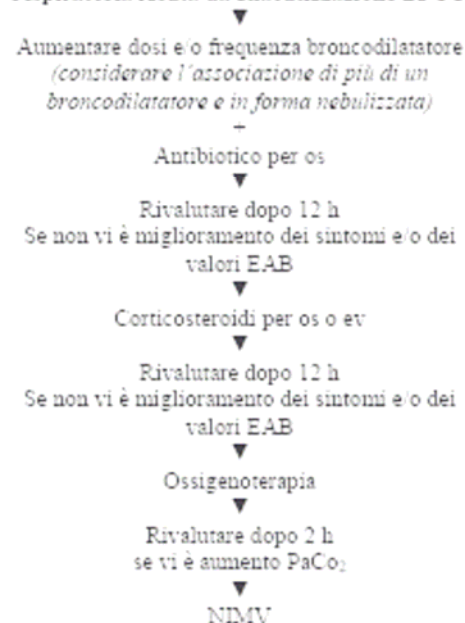 Aumentare dosi e/o frequenza broncodilatatore
(considerare l'associazione di più di un
broncodilatatore e in forma nebulizzata)
+
Antibiotico per os
▼
Rivalutare dopo 12 h
Se non vi è miglioramento dei sintomi e/o dei
valori EAB
▼
Corticosteroidi per os o ev
▼
Rivalutare dopo 12 h
Se non vi è miglioramento dei sintomi e/o dei
valori EAB
▼
Ossigenoterapia
▼
Rivalutare dopo 2 h
se vi è aumento PaCo₂
▼
NIMV